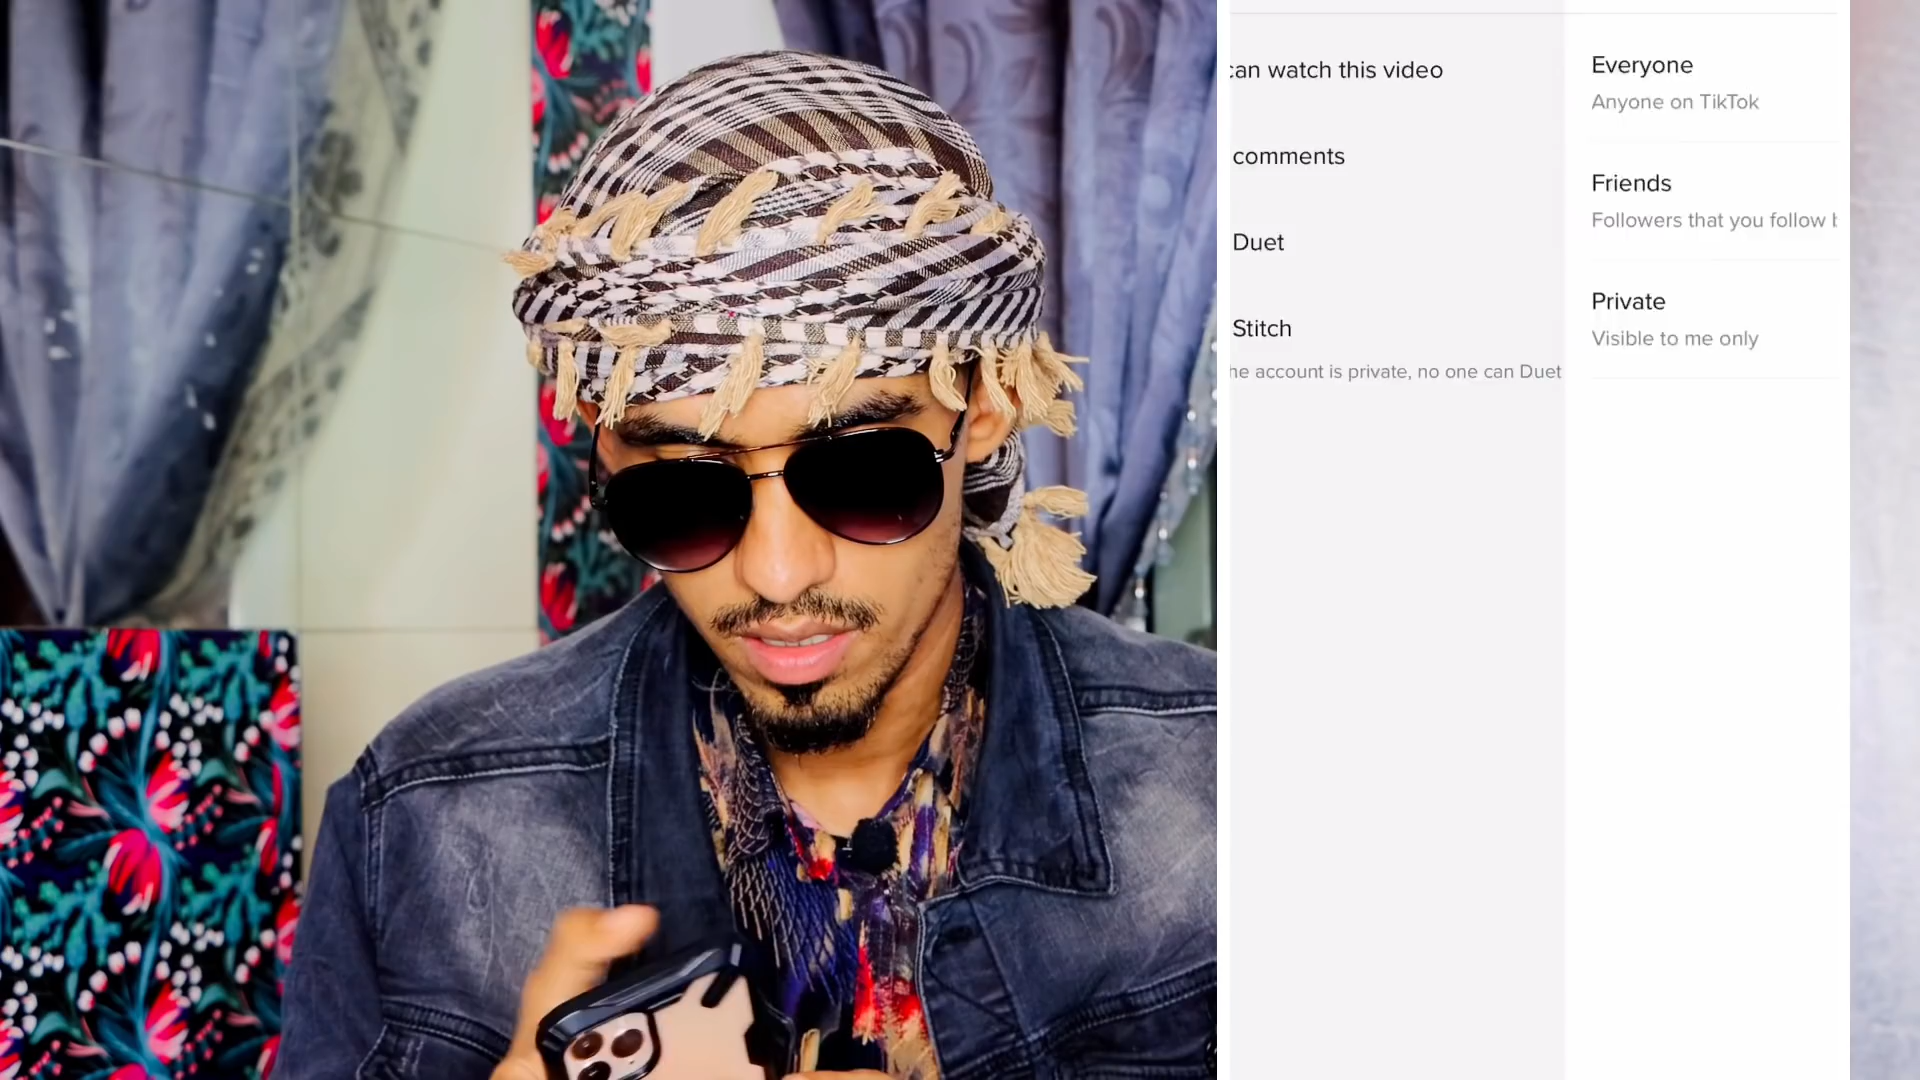 can watch this video
comments
Duet
Stitch
he account is private, no one can Duet
Everyone
Anyone on TikTok
Friends
Followers that you follow b
Private
Visible to me only